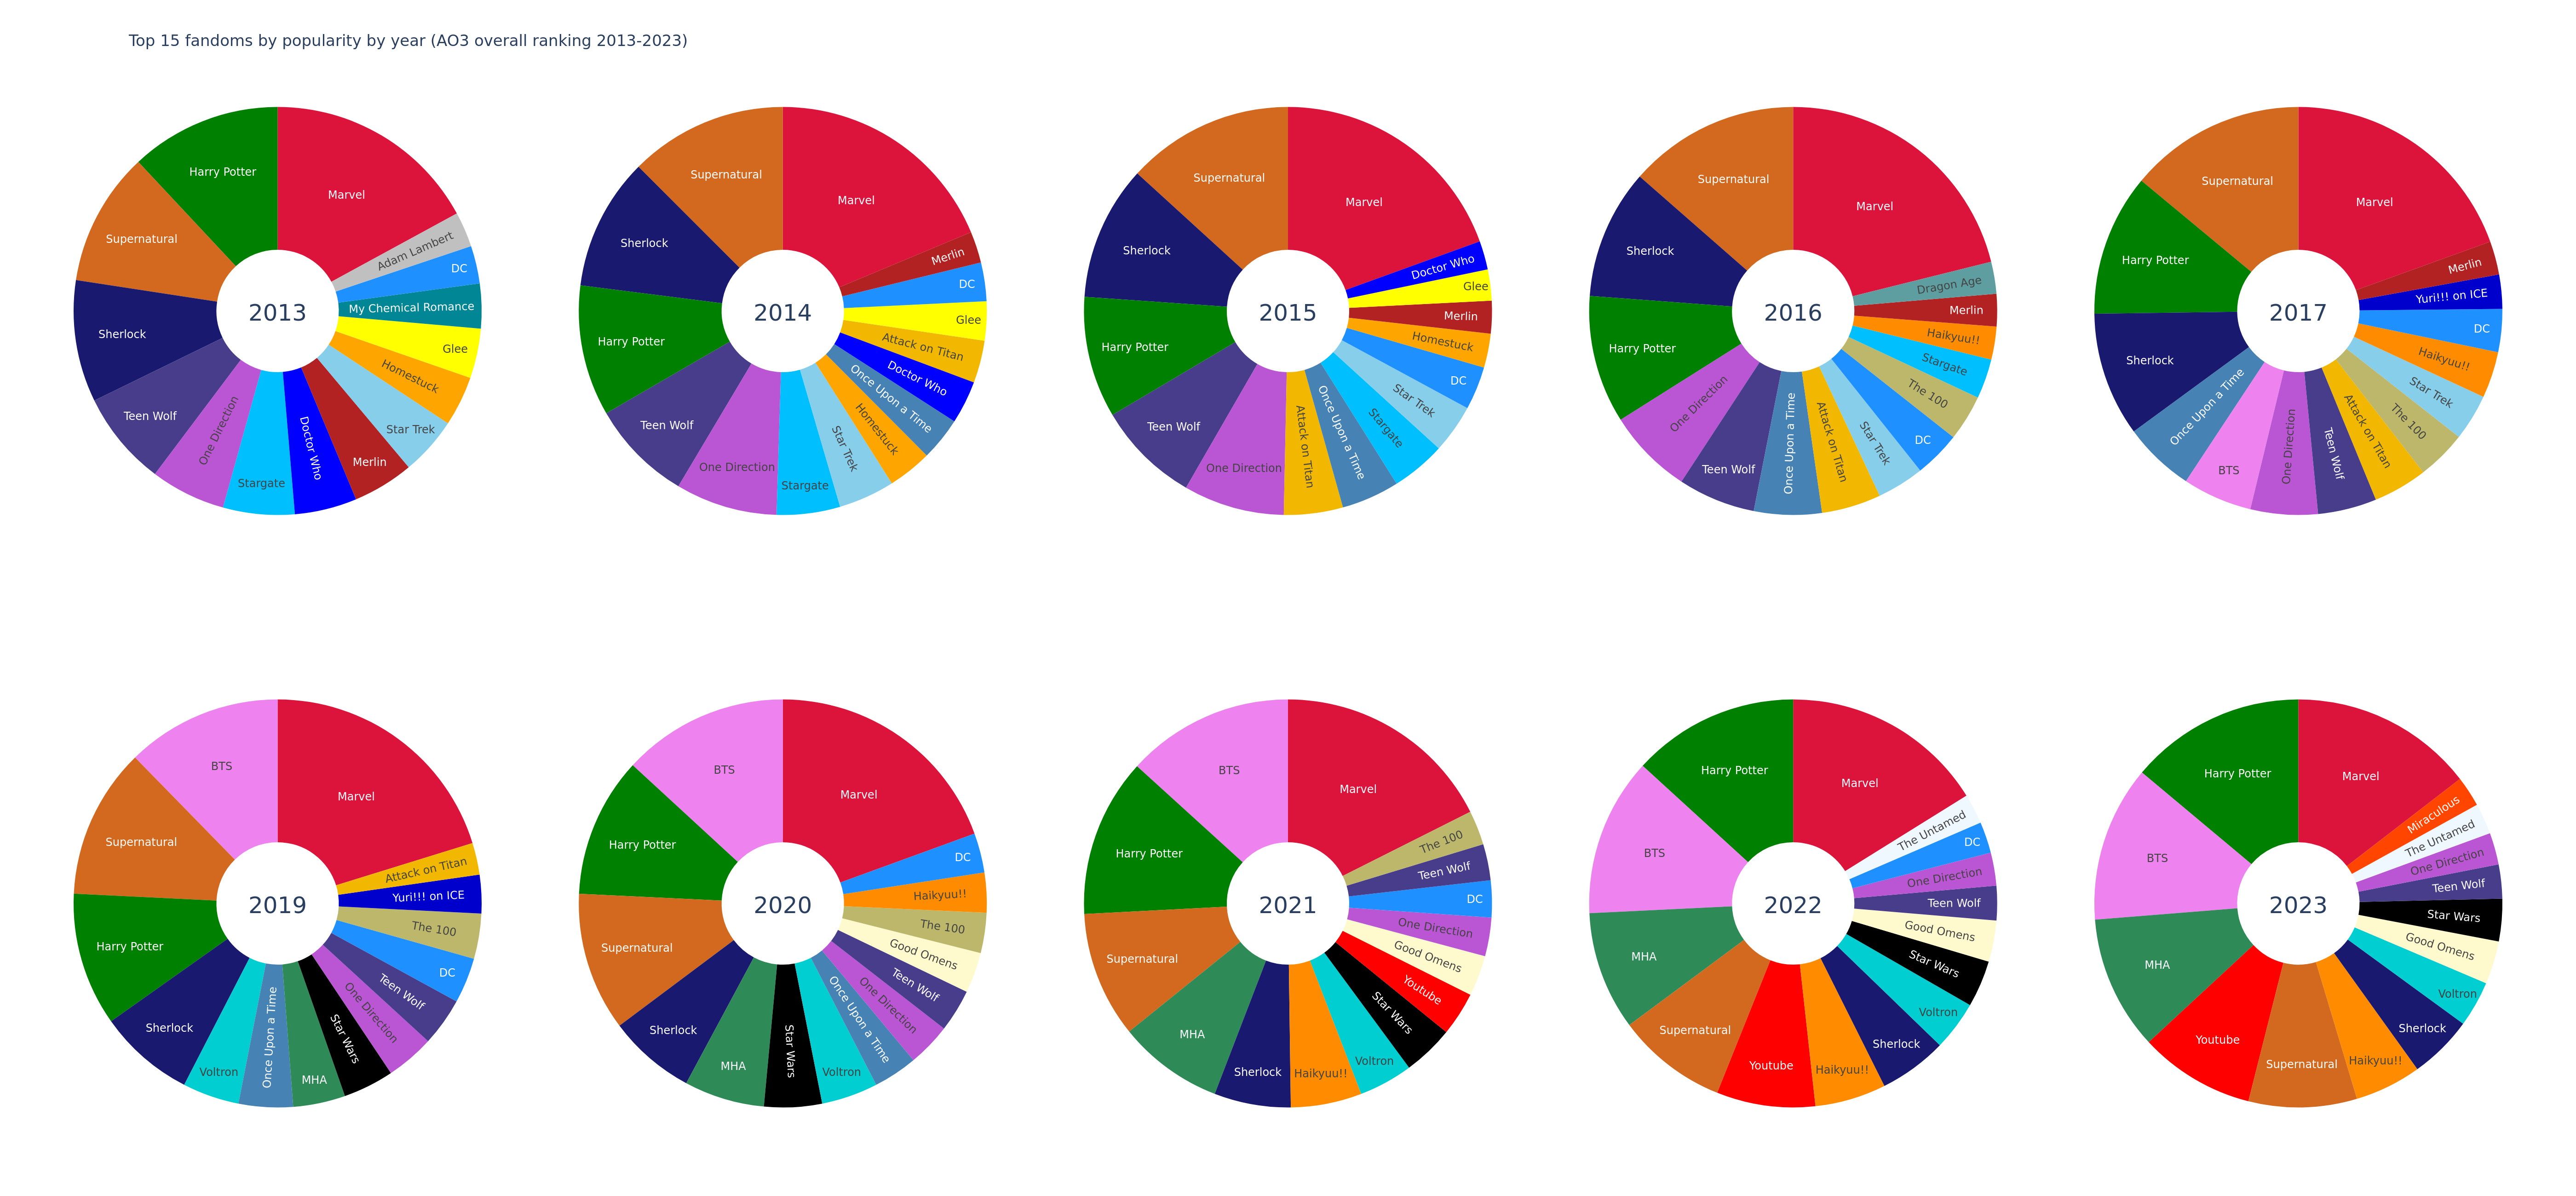 Top 15 fandoms by popularity by year (AO3 overall ranking 2013-2023)
2013
Marvel
Adam Lambert
DC
My Chemical Romance
Glee
Homestuck
Star Trek
Merlin
Doctor Who
Stargate
One Direction
Teen Wolf
Sherlock
Supernatural
Harry Potter
2014
Marvel
Merlin
DC
Glee
Attack on Titan
Doctor Who
Once Upon a Time
Homestuck
Star Trek
Stargate
One Direction
Teen Wolf
Harry Potter
Sherlock
Supernatural
2015
Marvel
Doctor Who
Glee
Merlin
Homestuck
DC
Star Trek
Stargate
Once Upon a Time
Attack on Titan
One Direction
Teen Wolf
Harry Potter
Sherlock
Supernatural
2016
Marvel
Dragon Age
Merlin
Haikyuu!!
Stargate
The 100
DC
Star Trek
Attack on Titan
Once Upon a Time
Teen Wolf
One Direction
Harry Potter
Sherlock
Supernatural
2017
Marvel
Merlin
Yuri!!! on ICE
DC
Haikyuu!!
Star Trek
The 100
Attack on Titan
Teen Wolf
One Direction
BTS
Once Upon a Time
Sherlock
Harry Potter
Supernatural
2019
Marvel
Attack on Titan
Yuri!!! on ICE
The 100
DC
Teen Wolf
One Direction
Star Wars
MHA
Once Upon a Time
Voltron
Sherlock
Harry Potter
Supernatural
BTS
2020
Marvel
DC
Haikyuu!!
The 100
Good Omens
Teen Wolf
One Direction
Once Upon a Time
Voltron
Star Wars
MHA
Sherlock
Supernatural
Harry Potter
BTS
2021
Marvel
The 100
Teen Wolf
DC
One Direction
Good Omens
Youtube
Star Wars
Voltron
Haikyuu!!
Sherlock
MHA
Supernatural
Harry Potter
BTS
2022
Marvel
The Untamed
DC
One Direction
Teen Wolf
Good Omens
Star Wars
Voltron
Sherlock
Haikyuu!!
Youtube
Supernatural
MHA
BTS
Harry Potter
2023
Marvel
Miraculous
The Untamed
One Direction
Teen Wolf
Star Wars
Good Omens
Voltron
Sherlock
Haikyuu!!
Supernatural
Youtube
MHA
BTS
Harry Potter